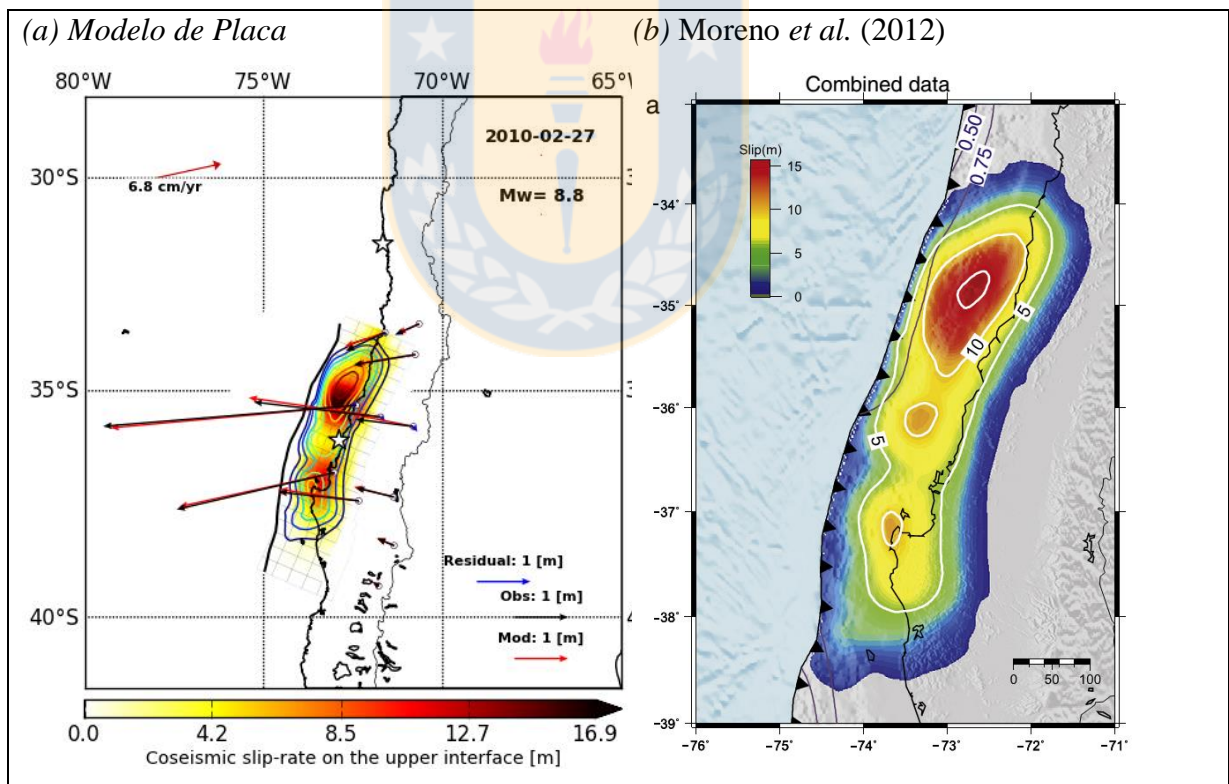 (a) Modelo de Placa
(b) Moreno et al. (2012)
80°W
75°W
70°W
65°W
2010-02-27
Mw= 8.8
6.8 cm/yr
30°S
35°S
40°S
Residual: 1 [m]
Obs: 1 [m]
Mod: 1 [m]
0.0 4.2 8.5 12.7 16.9
Coseismic slip-rate on the upper interface [m]
Combined data
a
Slip(m)
15
10
5
0
0.50
0.75
5
10
5
-34
-35
-36
-37
-38
-39
0 50 100
-76 -75 -74 -73 -72 -71